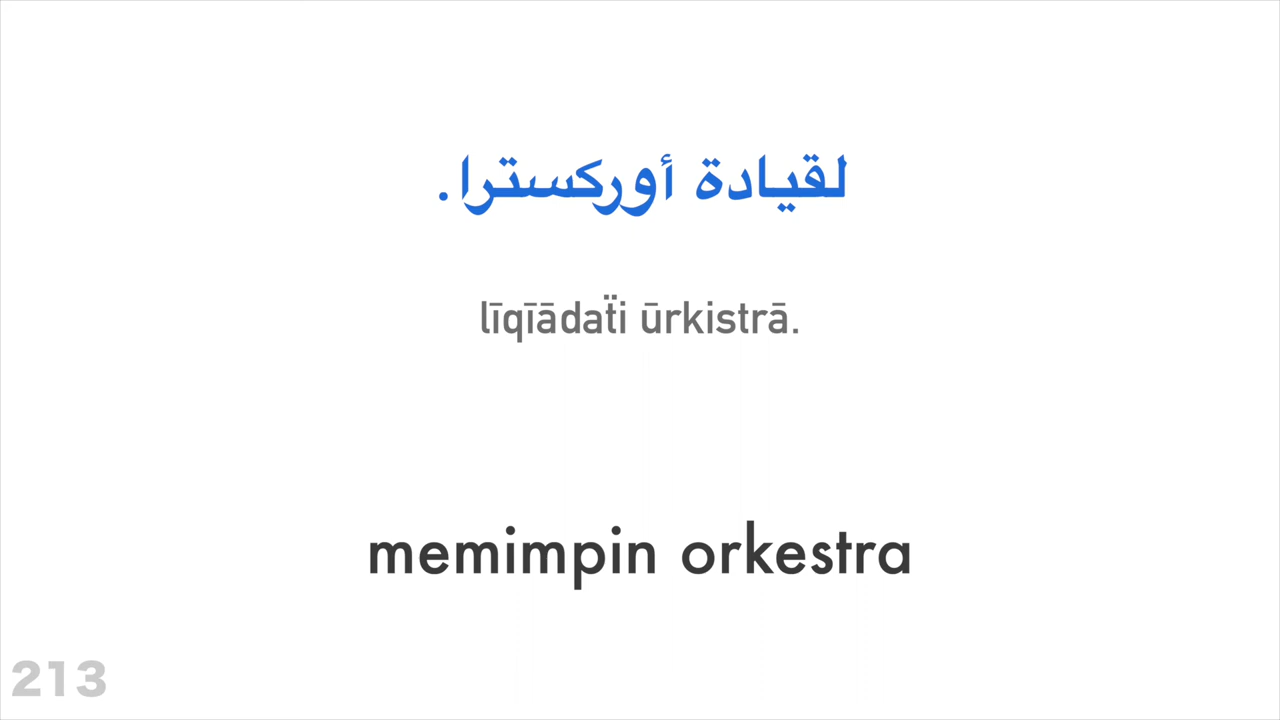 لقيادة أوركسترا.
līqīādaẗi ūrkistrā.
memimpin orkestra
213